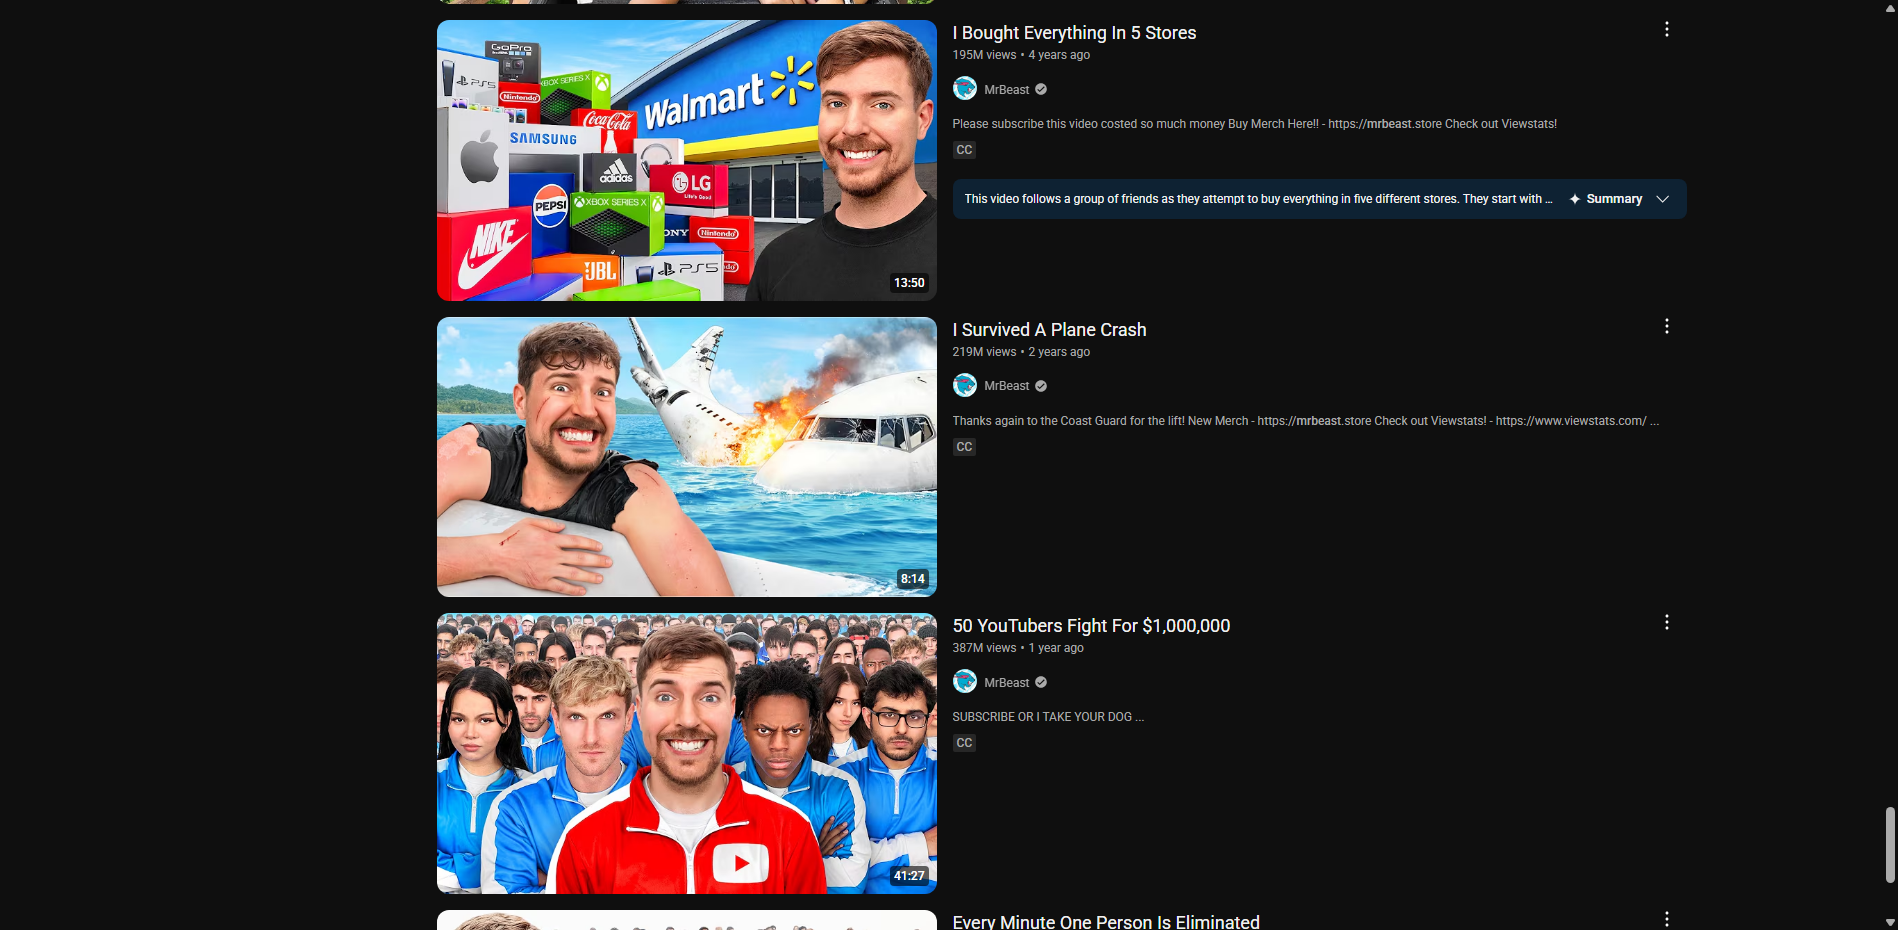 GoPro
PS5
XBOX SERIES X
Nintendo
Coca-Cola
SAMSUNG
adidas
LG
Life's Good
PEPSI
XBOX SERIES X
SONY
Nintendo
NIKE
JBL
PS5
Walmart
13:50
I Bought Everything In 5 Stores
195M views • 4 years ago
MrBeast
Please subscribe this video costed so much money Buy Merch Here!! - https://mrbeast.store Check out Viewstats!
CC
This video follows a group of friends as they attempt to buy everything in five different stores. They start with ...
Summary
8:14
I Survived A Plane Crash
219M views • 2 years ago
MrBeast
Thanks again to the Coast Guard for the lift! New Merch - https://mrbeast.store Check out Viewstats! - https://www.viewstats.com/ ...
CC
41:27
50 YouTubers Fight For $1,000,000
387M views • 1 year ago
MrBeast
SUBSCRIBE OR I TAKE YOUR DOG ...
CC
Every Minute One Person Is Eliminated